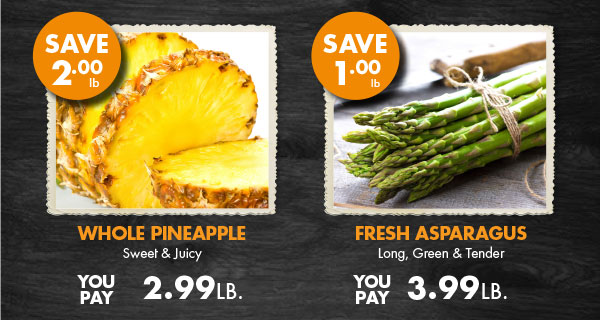 SAVE
2.00
lb
WHOLE PINEAPPLE
Sweet & Juicy
YOU
PAY
2.99LB.
SAVE
1.00
lb
FRESH ASPARAGUS
Long, Green & Tender
YOU
PAY
3.99LB.